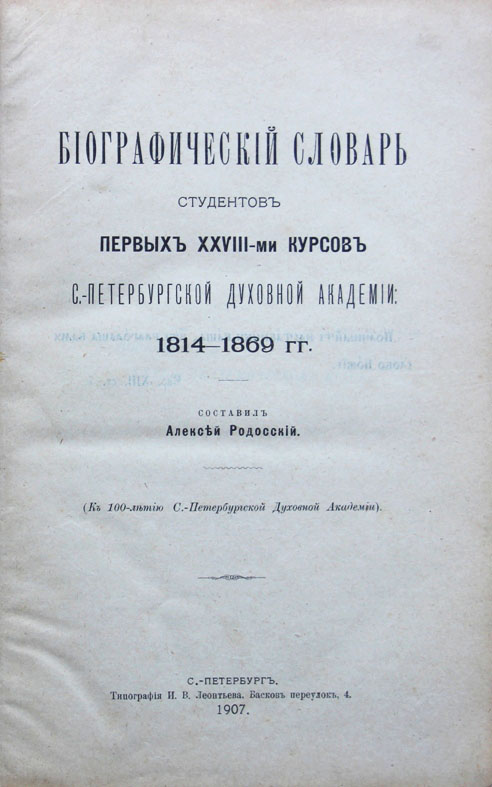 БІОГРАФИЧЕСКІЙ СЛОВАРЬ
СТУДЕНТОВЪ
ПЕРВЫХЪ XXVIII-ми КУРСОВЪ
С.-ПЕТЕРБУРГСКОЙ ДУХОВНОЙ АКАДЕМІИ:
1814—1869 гг.
СОСТАВИЛЪ
Алексѣй Родосскій.
(Къ 100-лѣтію С.-Петербургской Духовной Академіи).
С.-ПЕТЕРБУРГЪ.
Типографія И. В. Леонтьева. Басковъ переулокъ, 4.
1907.